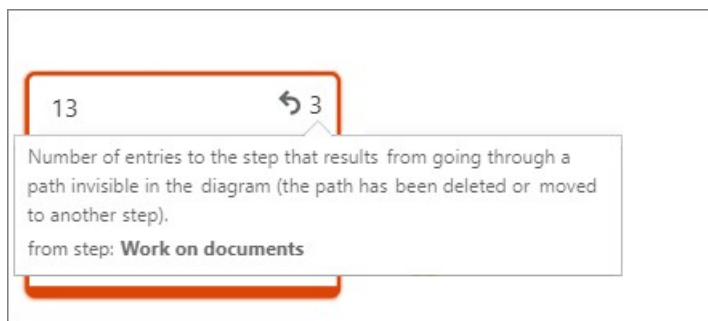 13
3
Number of entries to the step that results from going through a
path invisible in the diagram (the path has been deleted or moved
to another step).
from step: Work on documents